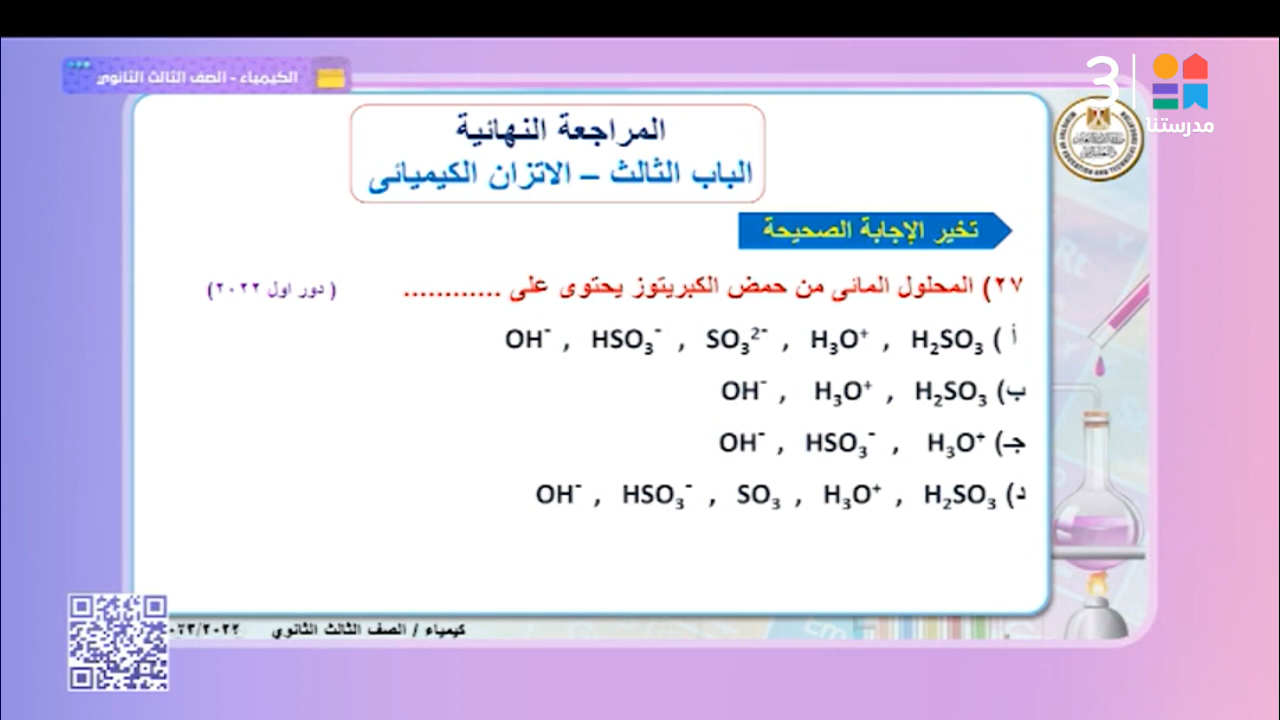 الكيمياء - الصف الثالث الثانوي
3
مدرستنا
المراجعة النهائية
الباب الثالث – الاتزان الكيميائى
تخير الإجابة الصحيحة
٢٧) المحلول المائى من حمض الكبريتوز يحتوى على ............ ( دور اول ٢٠٢٢)
أ ) H₂SO₃ , H₃O⁺ , SO₃²⁻ , HSO₃⁻ , OH⁻
ب) H₂SO₃ , H₃O⁺ , OH⁻
جـ) H₃O⁺ , HSO₃⁻ , OH⁻
د) H₂SO₃ , H₃O⁺ , SO₃ , HSO₃⁻ , OH⁻
كيمياء / الصف الثالث الثانوي